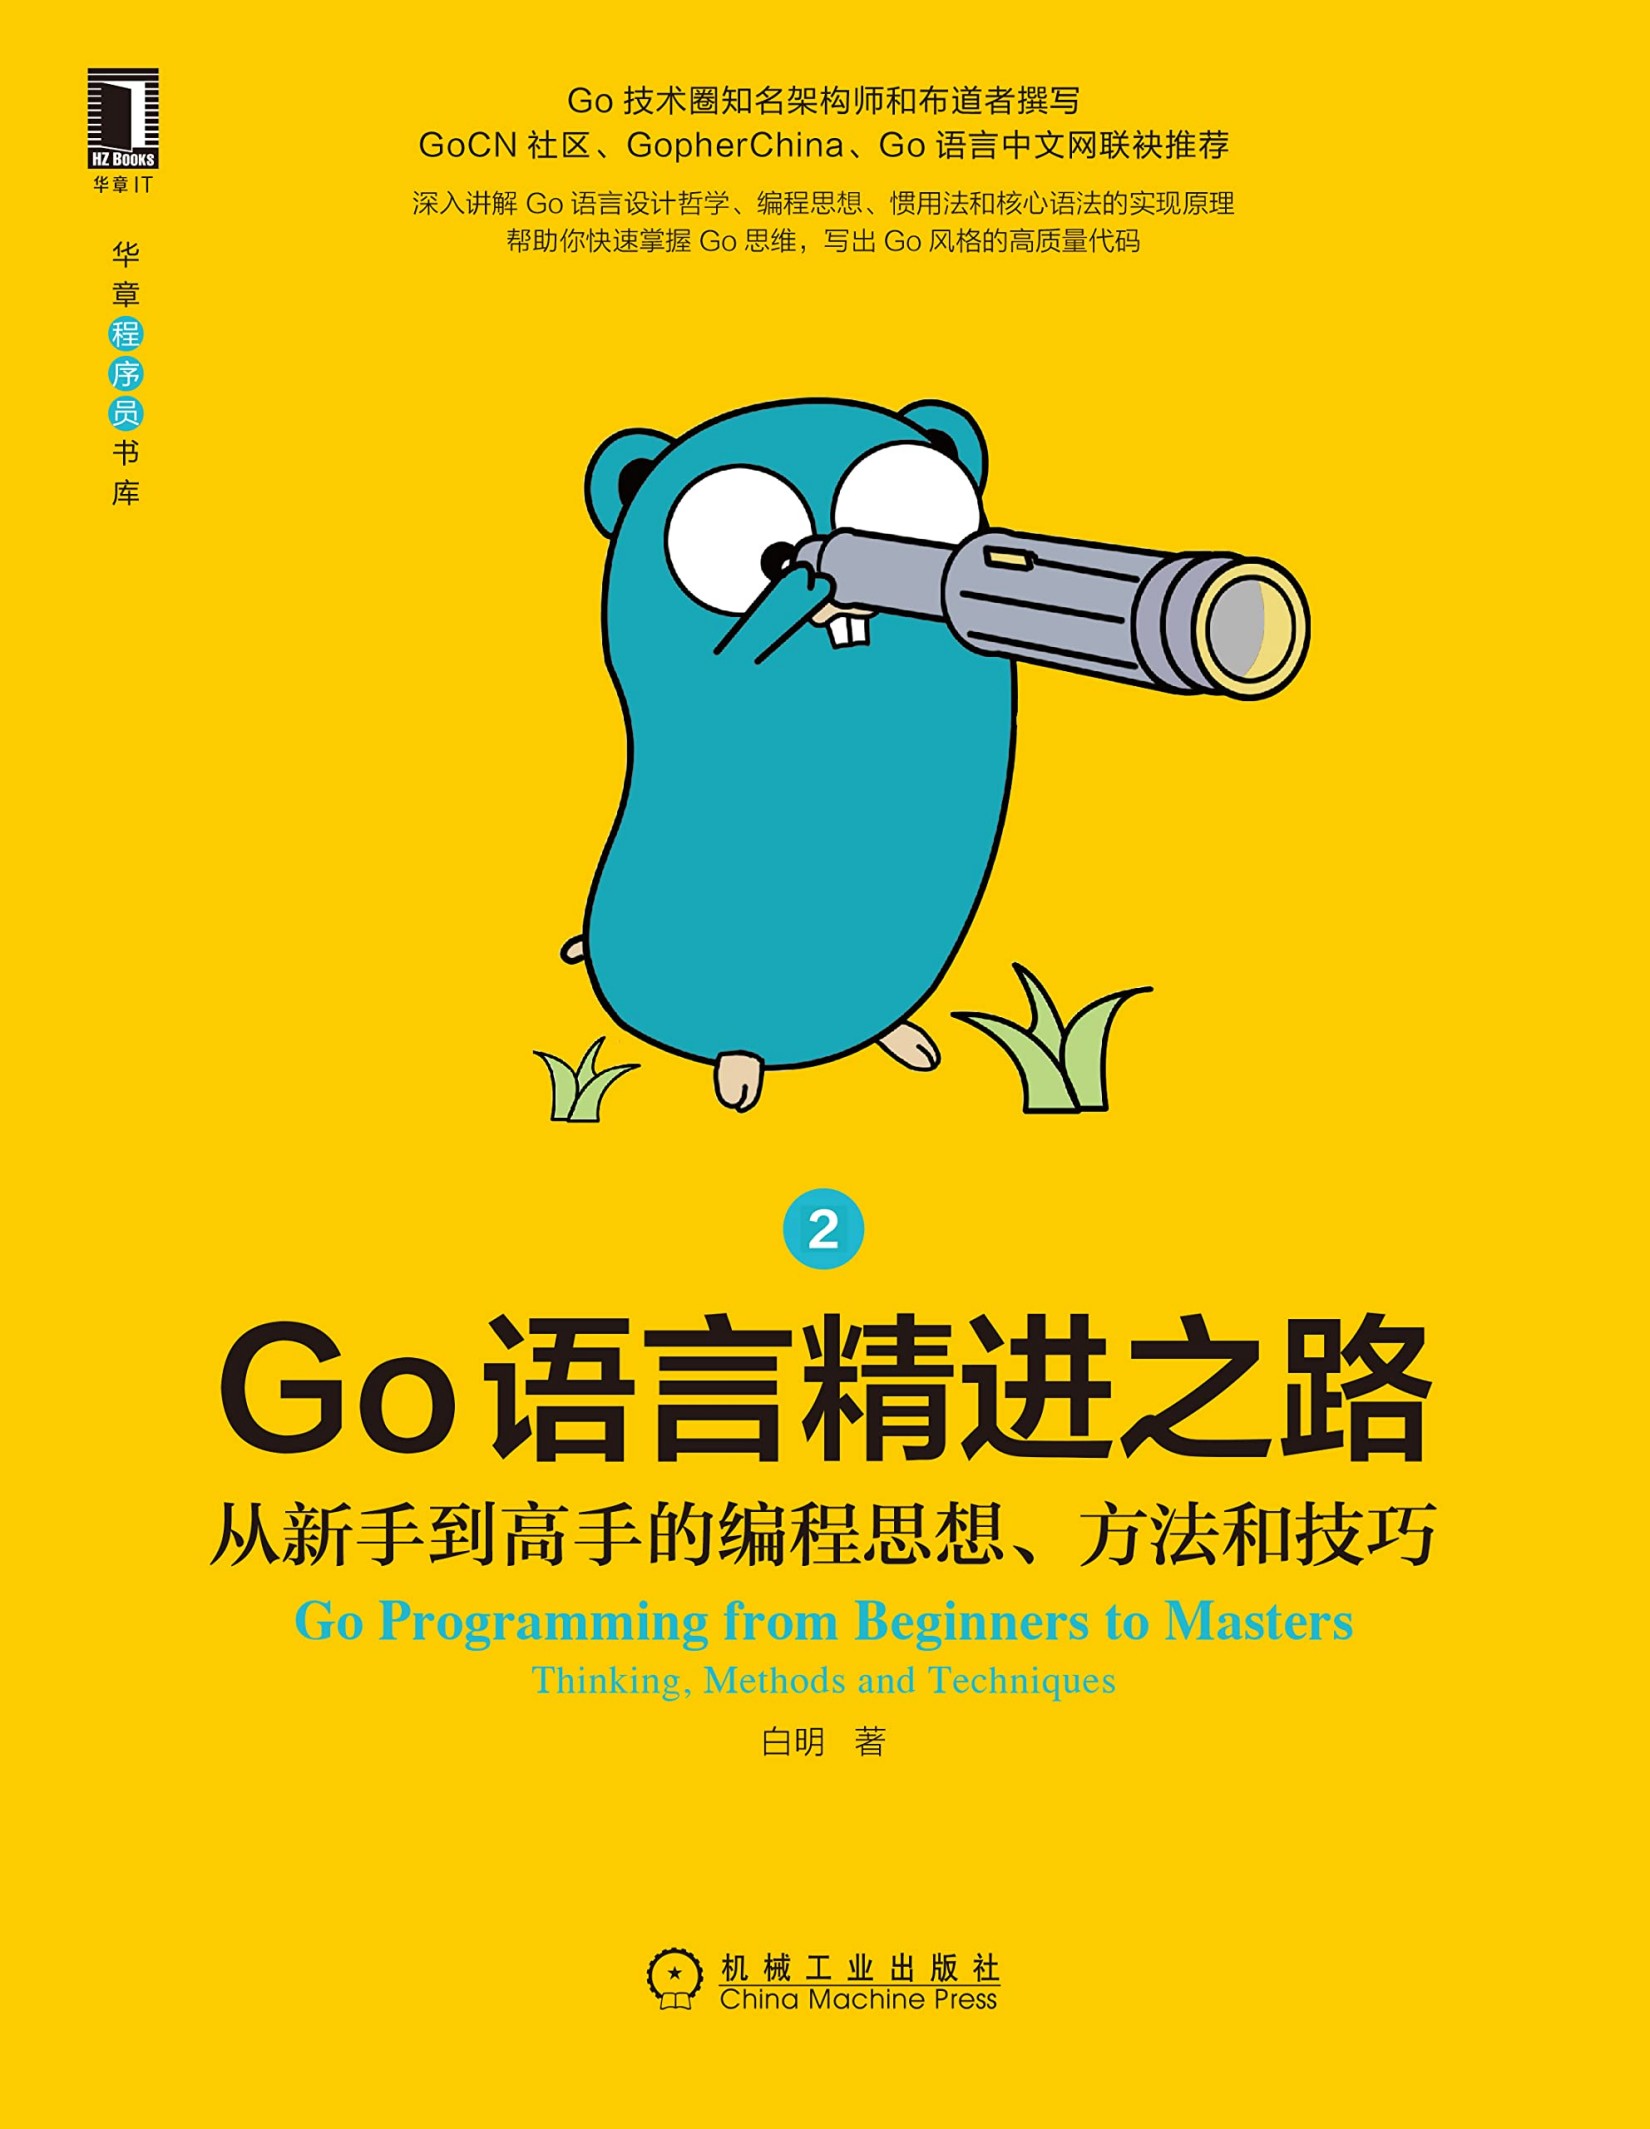 HZ BOOKS
华章IT
华章程序员书库
Go 技术圈知名架构师和布道者撰写
GoCN 社区、GopherChina、Go 语言中文网联袂推荐
深入讲解 Go 语言设计哲学、编程思想、惯用法和核心语法的实现原理
帮助你快速掌握 Go 思维，写出 Go 风格的高质量代码
2
Go语言精进之路
从新手到高手的编程思想、方法和技巧
Go Programming from Beginners to Masters
Thinking, Methods and Techniques
白明 著
机械工业出版社
China Machine Press